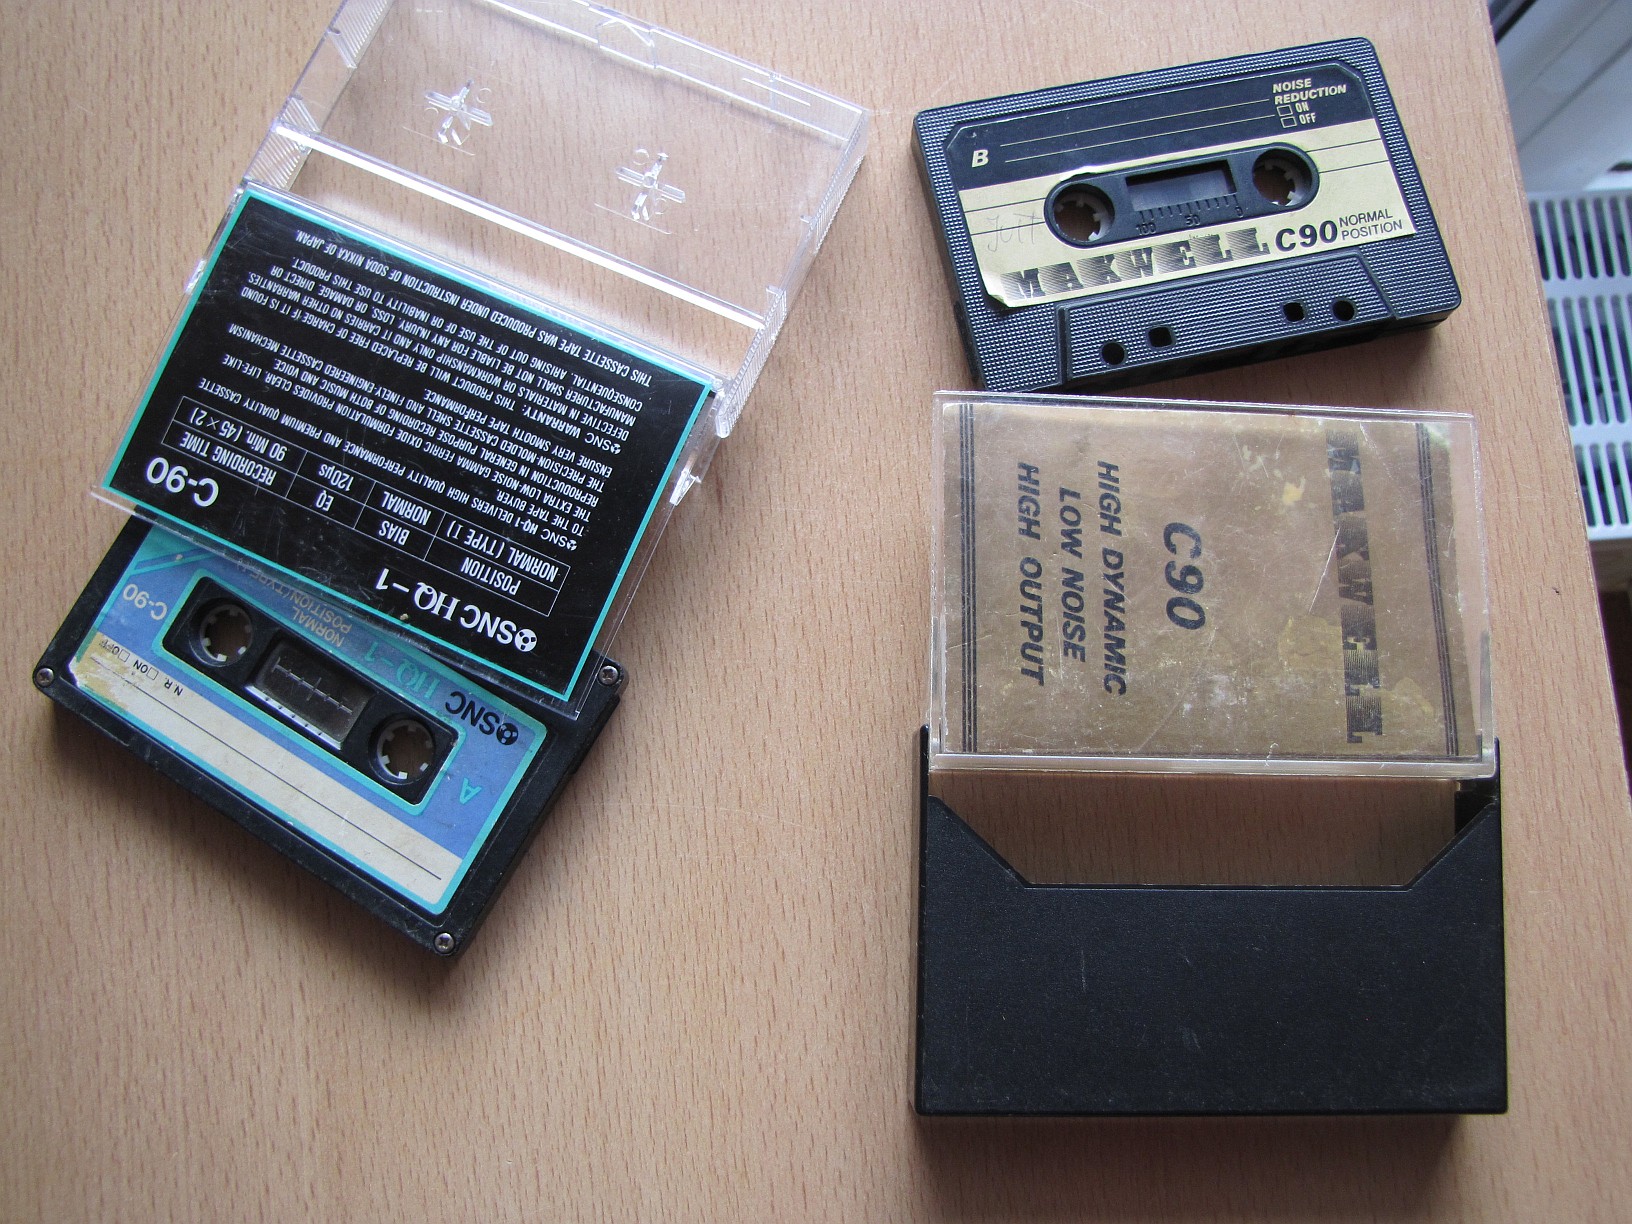 SNC HQ-1
POSITION BIAS EQ RECORDING TIME
NORMAL (TYPE I) NORMAL 120µs 90 Min. (45×2)
C-90
SNC HQ-1 DELIVERS HIGH QUALITY PERFORMANCE AND PREMIUM QUALITY CASSETTE
TO THE TAPE BUYER.
THE EXTRA LOW-NOISE GAMMA FERRIC OXIDE FORMULATION PROVIDES CLEAR, LIFE-LIKE
REPRODUCTION IN GENERAL PURPOSE RECORDING OF BOTH MUSIC AND VOICE.
THE PRECISION-MOLDED CASSETTE SHELL AND FINELY-ENGINEERED CASSETTE MECHANISM
ENSURE VERY SMOOTH TAPE PERFORMANCE.
SNC WARRANTY: THIS PRODUCT WILL BE REPLACED FREE OF CHARGE IF IT IS FOUND
DEFECTIVE IN MATERIALS OR WORKMANSHIP ONLY AND IT CARRIES NO OTHER WARRANTIES.
MANUFACTURER SHALL NOT BE LIABLE FOR ANY INJURY, LOSS, OR DAMAGE, DIRECT OR
CONSEQUENTIAL, ARISING OUT OF THE USE OF OR INABILITY TO USE THIS PRODUCT.
THIS CASSETTE TAPE WAS PRODUCED UNDER INSTRUCTION OF SODA NIKKA OF JAPAN.
A
SNC HQ-1
NORMAL
POSITION/TYPE I
C-90
N.R. □ON □OFF
B
NOISE
REDUCTION
□ ON
□ OFF
100 50 0
MAKWELL C90 NORMAL
POSITION
MAKWELL
C90
HIGH DYNAMIC
LOW NOISE
HIGH OUTPUT